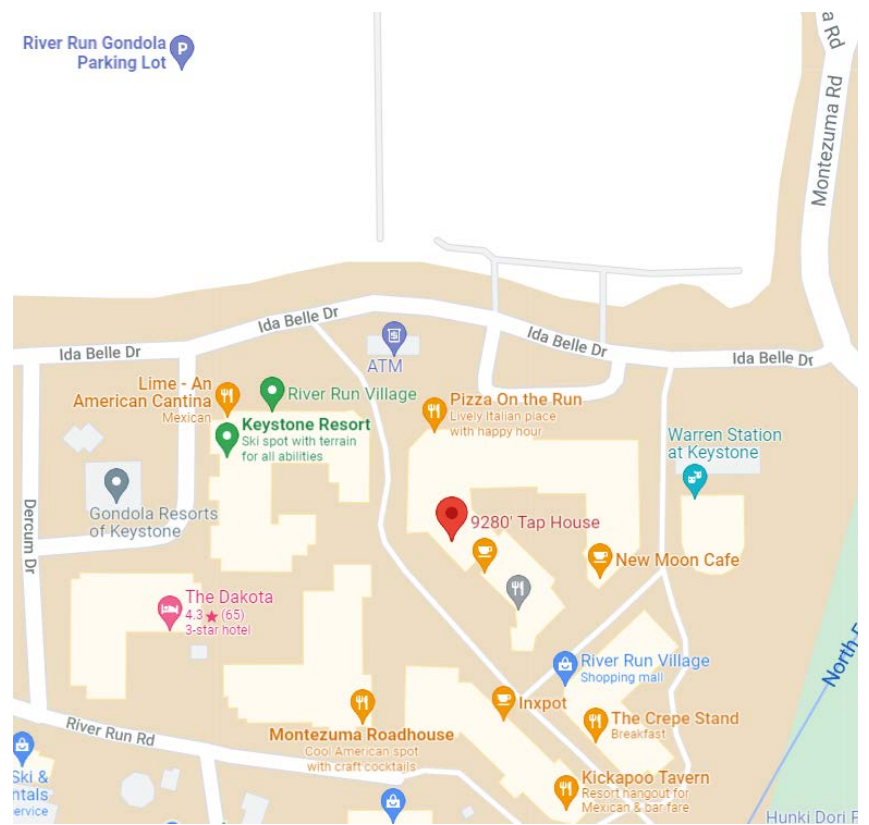 River Run Gondola
Parking Lot
P
a Rd
Montezuma Rd
Ida Belle Dr
Ida Belle Dr
Ida Belle Dr
Ida Belle Dr
ATM
Lime - An
American Cantina
Mexican
River Run Village
Keystone Resort
Ski spot with terrain
for all abilities
Pizza On the Run
Lively Italian place
with happy hour
Warren Station
at Keystone
Gondola Resorts
of Keystone
Dercum Dr
9280' Tap House
New Moon Cafe
The Dakota
4.3 ★ (65)
3-star hotel
River Run Village
Shopping mall
Inxpot
The Crepe Stand
Breakfast
River Run Rd
Montezuma Roadhouse
Cool American spot
with craft cocktails
Kickapoo Tavern
Resort hangout for
Mexican & bar fare
Ski &
ntals
ervice
Hunki Dori